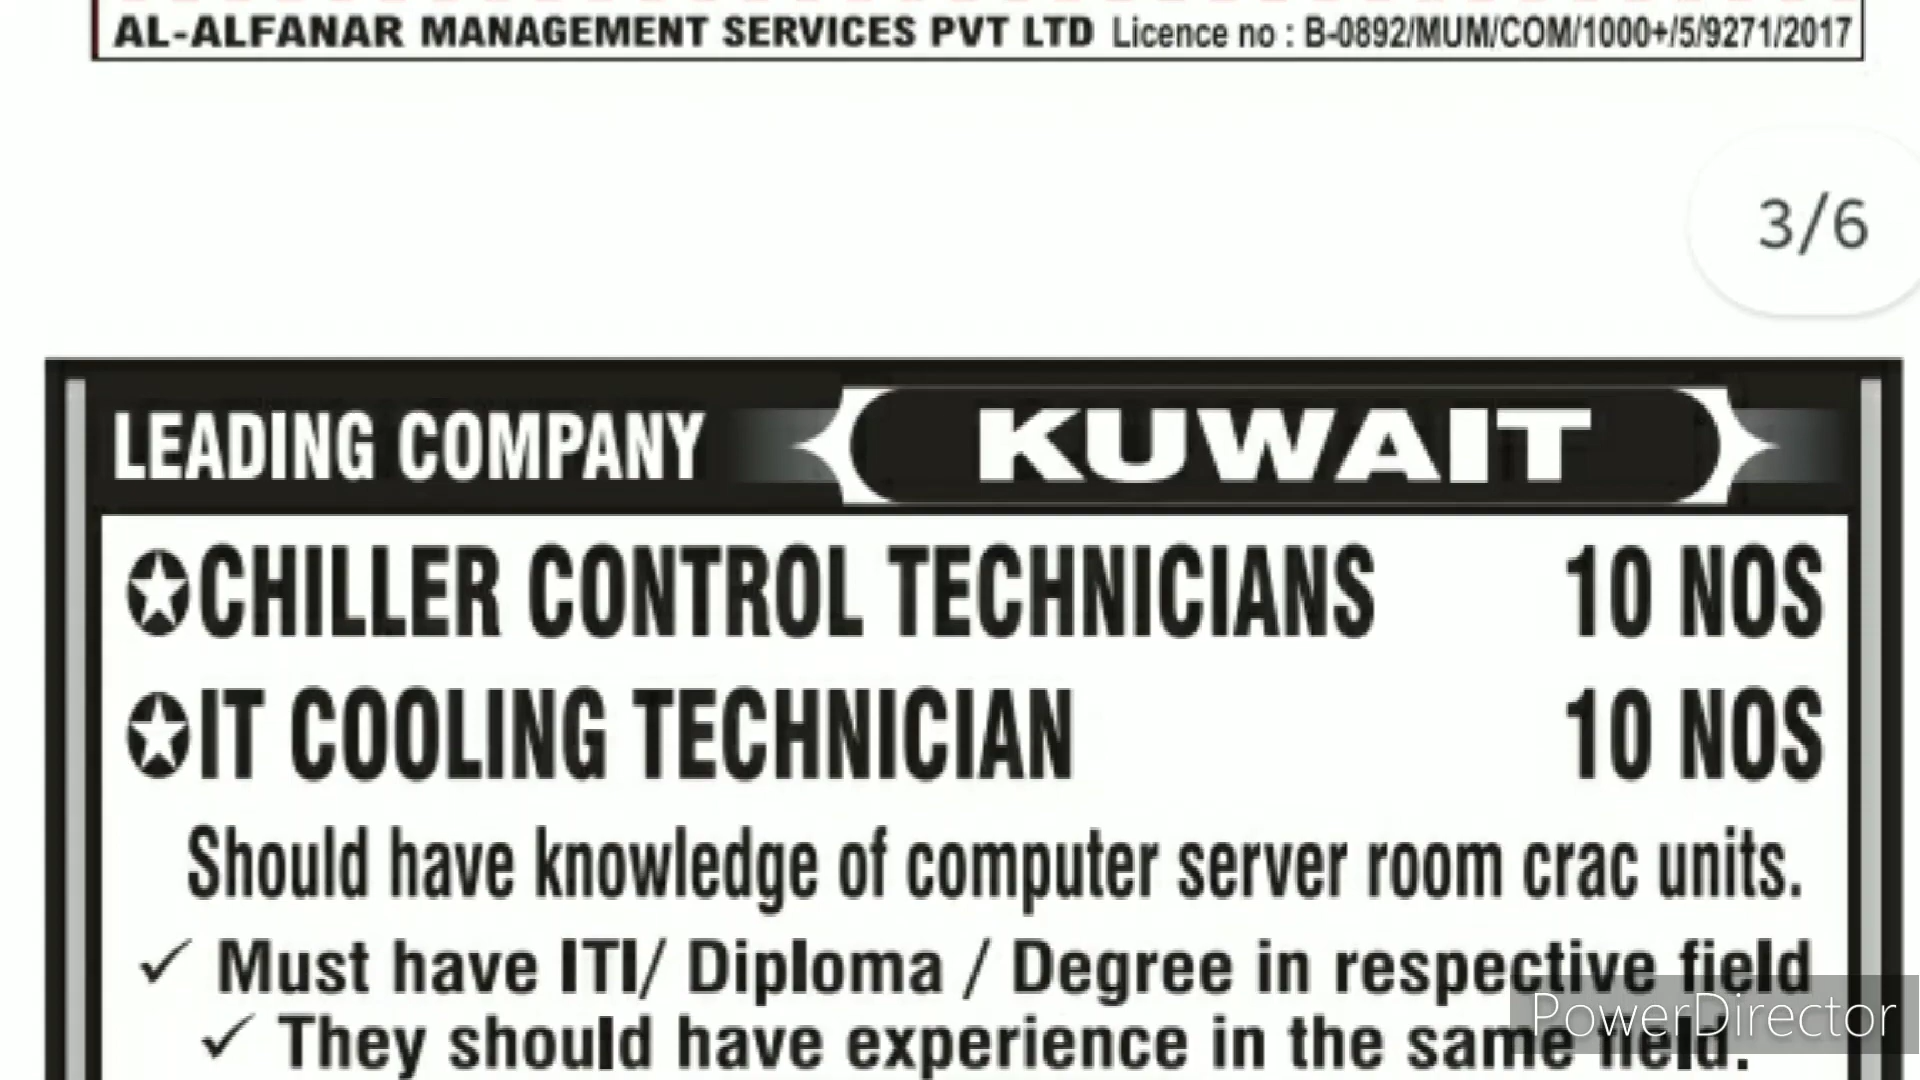 AL-ALFANAR MANAGEMENT SERVICES PVT LTD Licence no : B-0892/MUM/COM/1000+/5/9271/2017
3/6
LEADING COMPANY KUWAIT
CHILLER CONTROL TECHNICIANS 10 NOS
IT COOLING TECHNICIAN 10 NOS
Should have knowledge of computer server room crac units.
✓ Must have ITI/ Diploma / Degree in respective field
✓ They should have experience in the same field.
PowerDirector